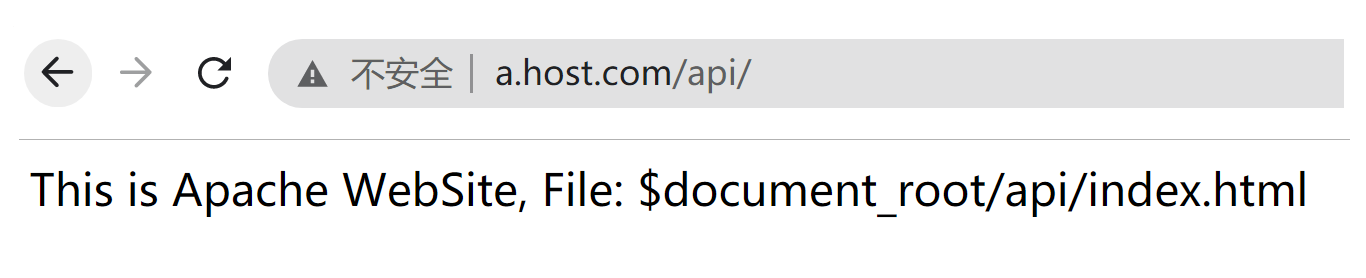 不安全 | a.host.com/api/
This is Apache WebSite, File: $document_root/api/index.html